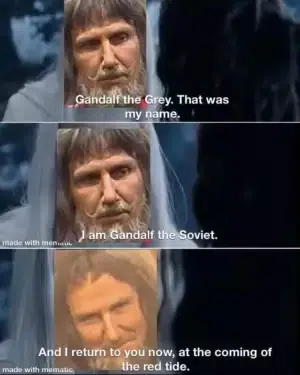 Gandalf the Grey. That was
my name.
I am Gandalf the Soviet.
made with mematic
And I return to you now, at the coming of
the red tide.
made with mematic